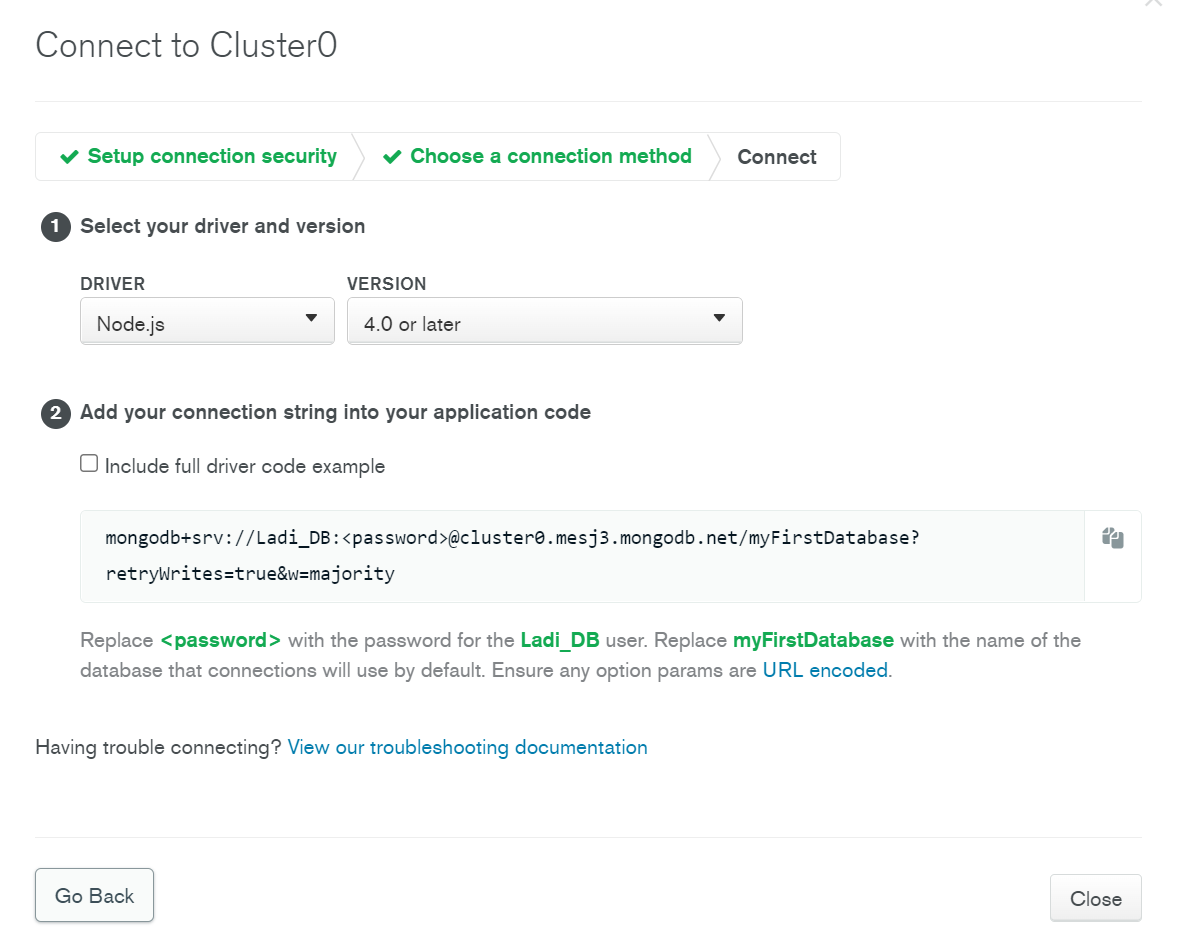 Connect to Cluster0
Setup connection security
Choose a connection method
Connect
1 Select your driver and version
DRIVER
VERSION
Node.js
4.0 or later
2 Add your connection string into your application code
Include full driver code example
mongodb+srv://Ladi_DB:<password>@cluster0.mesj3.mongodb.net/myFirstDatabase?
retryWrites=true&w=majority
Replace <password> with the password for the Ladi_DB user. Replace myFirstDatabase with the name of the
database that connections will use by default. Ensure any option params are URL encoded.
Having trouble connecting? View our troubleshooting documentation
Go Back
Close